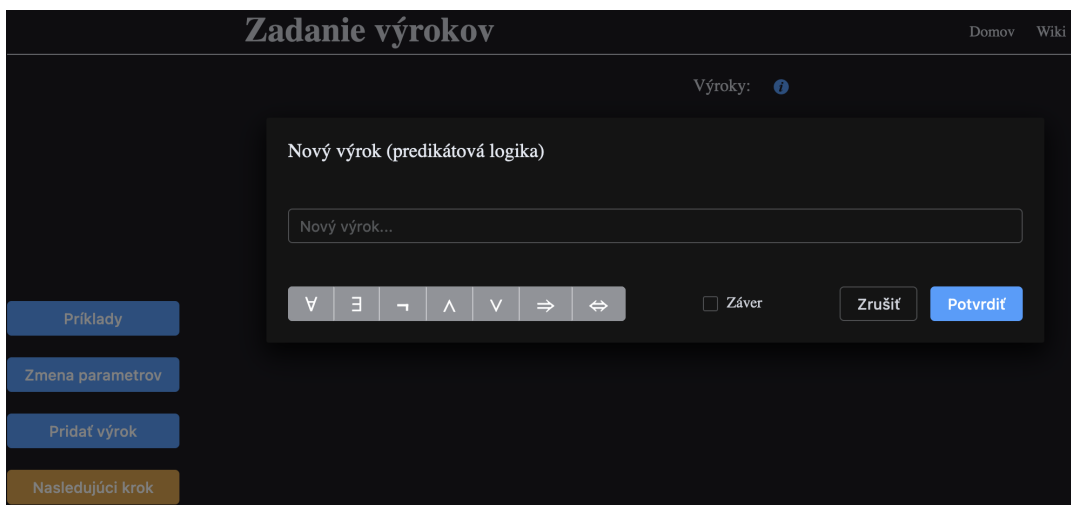 Zadanie výrokov
Domov Wiki
Výroky: i
Nový výrok (predikátová logika)
Nový výrok...
∀ ∃ ¬ ∧ ∨ ⇒ ⇔
Záver
Zrušiť
Potvrdiť
Príklady
Zmena parametrov
Pridať výrok
Nasledujúci krok